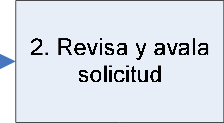 2. Revisa y avala
solicitud